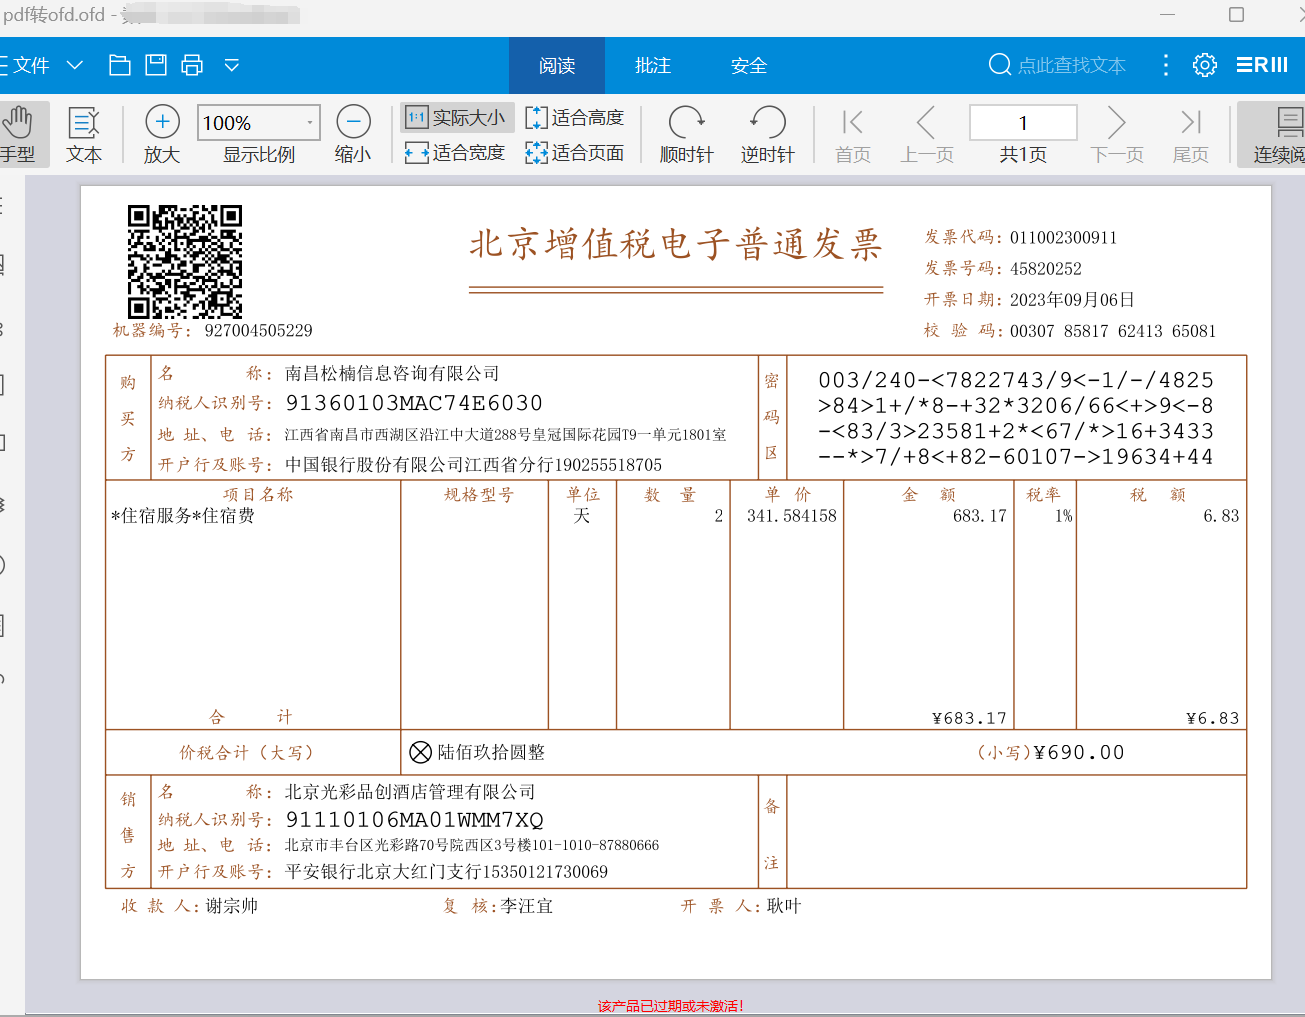 pdf转ofd.ofd -
文件
阅读
批注
安全
点此查找文本
手型
文本
放大
100%
显示比例
缩小
1:1 实际大小
适合宽度
适合高度
适合页面
顺时针
逆时针
首页
上一页
1
共1页
下一页
尾页
连续阅
北京增值税电子普通发票
机器编号: 927004505229
发票代码: 011002300911
发票号码: 45820252
开票日期: 2023年09月06日
校 验 码: 00307 85817 62413 65081
购买方
名 称: 南昌松楠信息咨询有限公司
纳税人识别号: 91360103MAC74E6030
地 址、电 话: 江西省南昌市西湖区沿江中大道288号皇冠国际花园T9一单元1801室
开户行及账号: 中国银行股份有限公司江西省分行190255518705
密码区
003/240-<7822743/9<-1/-/4825
>84>1+/*8-+32*3206/66<+>9<-8
-<83/3>23581+2*<67/*>16+3433
--*>7/+8<+82-60107->19634+44
项目名称 规格型号 单位 数 量 单 价 金 额 税率 税 额
*住宿服务*住宿费 天 2 341.584158 683.17 1% 6.83
合 计 ¥683.17 ¥6.83
价税合计（大写） 陆佰玖拾圆整 （小写）¥690.00
销售方
名 称: 北京光彩品创酒店管理有限公司
纳税人识别号: 91110106MA01WMM7XQ
地 址、电 话: 北京市丰台区光彩路70号院西区3号楼101-1010-87880666
开户行及账号: 平安银行北京大红门支行15350121730069
备注
收 款 人: 谢宗帅 复 核: 李汪宜 开 票 人: 耿叶
该产品已过期或未激活!